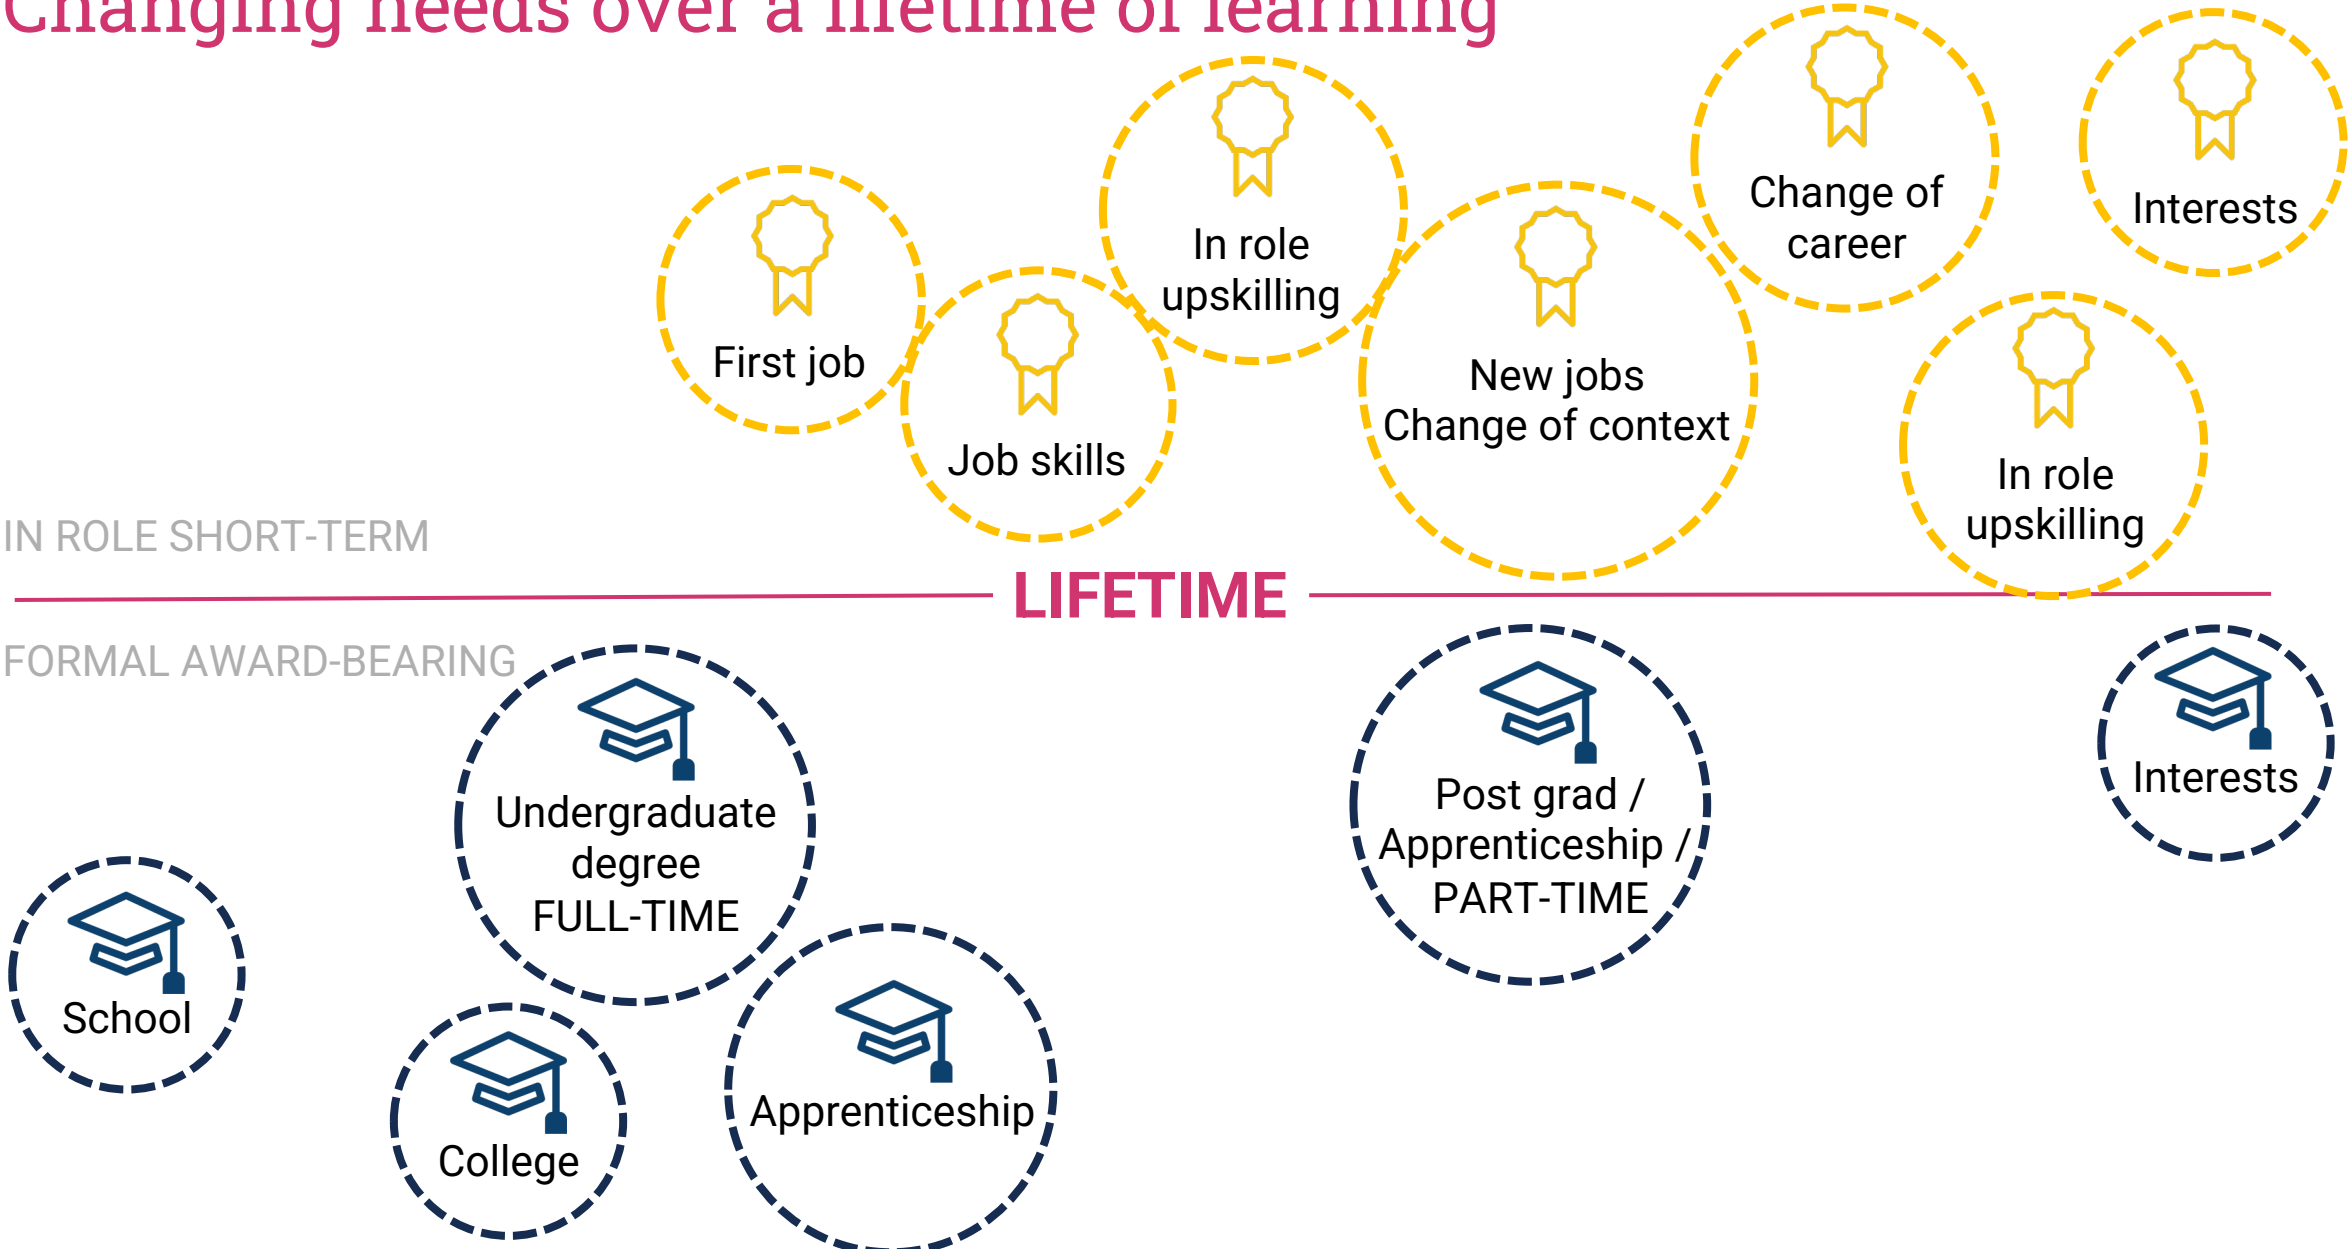 Changing needs over a lifetime of learning
First job
Job skills
In role
upskilling
New jobs
Change of context
Change of
career
Interests
In role
upskilling
IN ROLE SHORT-TERM
LIFETIME
FORMAL AWARD-BEARING
School
Undergraduate
degree
FULL-TIME
College
Apprenticeship
Post grad /
Apprenticeship /
PART-TIME
Interests